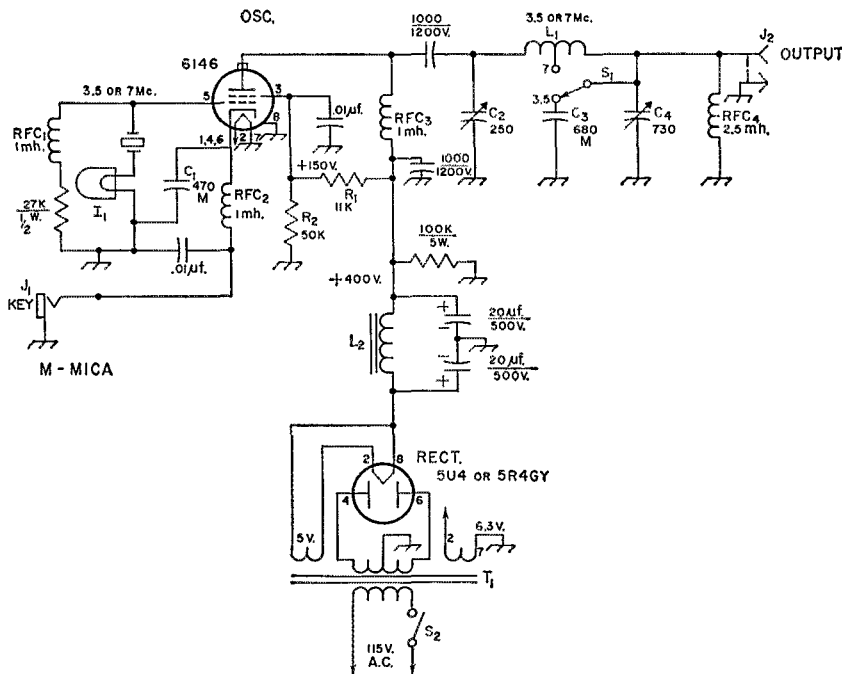 OSC.
1000
1200V.
3.5 OR 7Mc.
L1
J2
OUTPUT
6146
3.5 OR 7Mc.
5
3
8
1,4,6
2
7
.01µf.
7
S1
3.5
C2
250
C3
680
M
C4
730
RFC4
2.5mh.
RFC1
1mh.
RFC3
1mh.
1000
1200V.
I1
C1
470
M
RFC2
1mh.
+150V.
R1
11K
R2
50K
27K
1/2 W.
.01µf.
100K
5W.
+400V.
J1
KEY
M-MICA
L2
+
20µf.
500V.
−
−
20µf.
500V.
+
RECT.
5U4 OR 5R4GY
2
8
4
6
5V.
6.3V.
2
7
T1
S2
115V.
A.C.